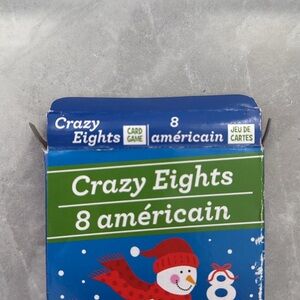 Crazy Eights
CARD GAME
8 américain
JEU DE CARTES
Crazy Eights
8 américain
8